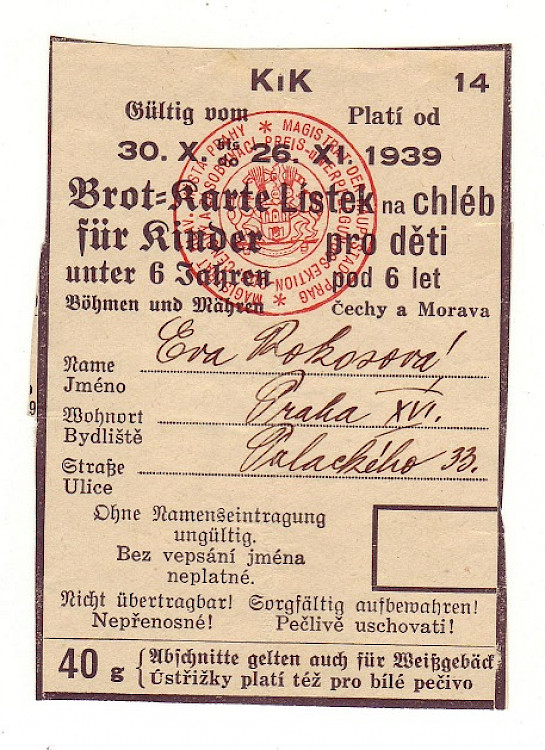 KiK 14
Gültig vom Platí od
30. X. bis do 26. XI. 1939
Brot-Karte Lístek na chléb
für Kinder pro děti
unter 6 Jahren pod 6 let
Böhmen und Mähren Čechy a Morava
Name Eva Rokosová
Jméno
Wohnort Praha XVI.
Bydliště
Straße Palackého 33.
Ulice
Ohne Namenseintragung
ungültig.
Bez vepsání jména
neplatné.
Nicht übertragbar! Sorgfältig aufbewahren!
Nepřenosné! Pečlivě uschovati!
40 g { Abschnitte gelten auch für Weißgebäck
Ústřižky platí též pro bílé pečivo